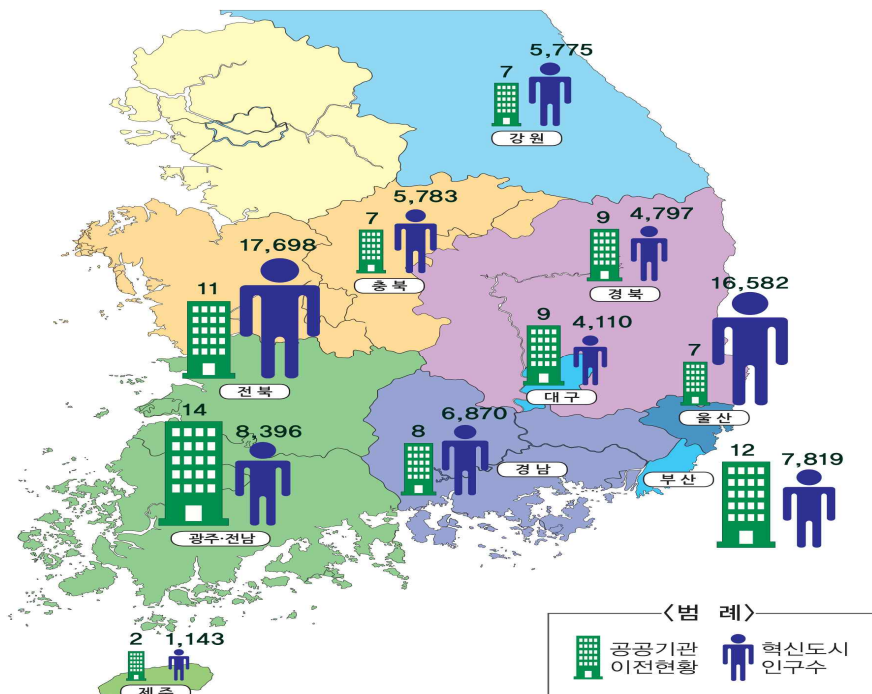 5,775
7
강 원
5,783
7
충 북
9
4,797
경 북
17,698
11
전 북
16,582
7
울 산
9
4,110
대 구
14
8,396
광주·전남
8
6,870
경 남
12
7,819
부 산
2
1,143
제 주
〈범 례〉
공공기관
이전현황
혁신도시
인구수